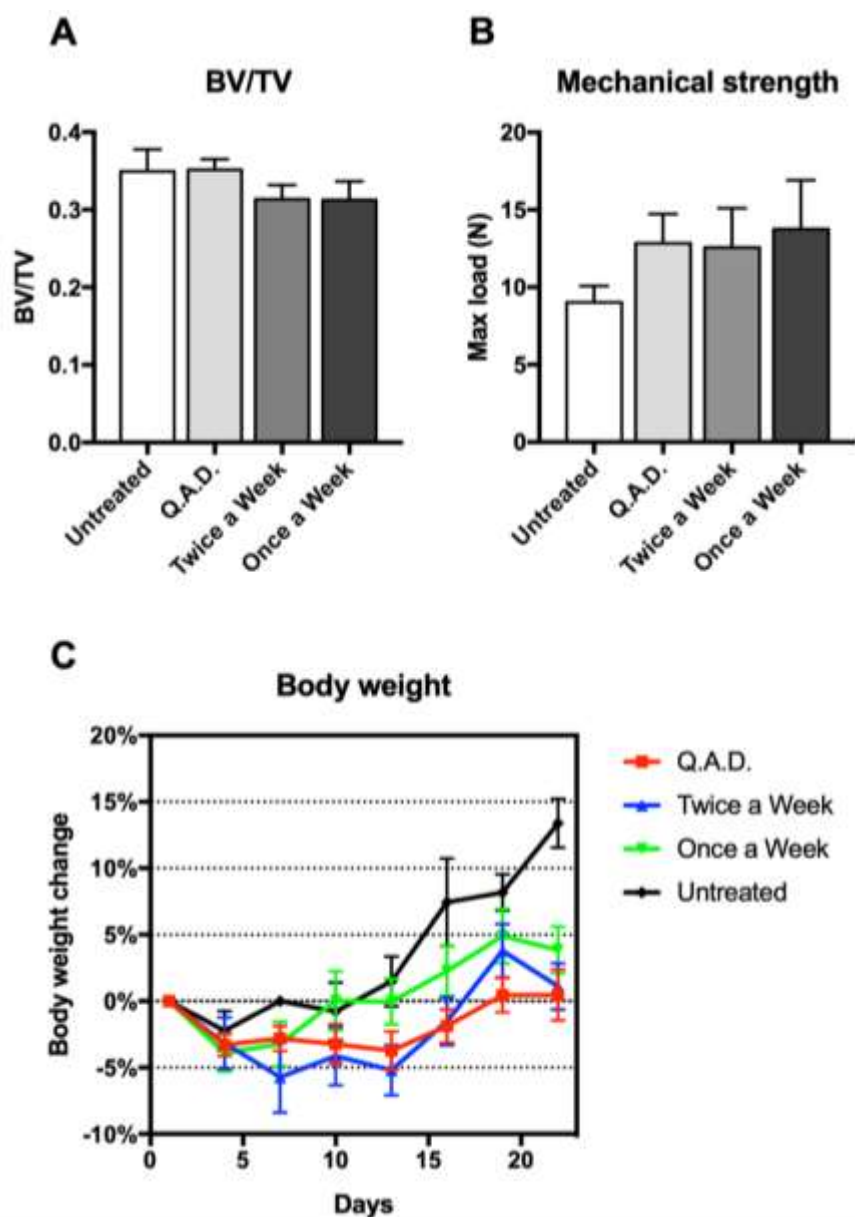 A
BV/TV
BV/TV
0.4
0.3
0.2
0.1
0.0
Untreated
Q.A.D.
Twice a Week
Once a Week
B
Mechanical strength
Max load (N)
20
15
10
5
0
Untreated
Q.A.D.
Twice a Week
Once a Week
C
Body weight
Body weight change
20%
15%
10%
5%
0%
-5%
-10%
0 5 10 15 20
Days
Q.A.D.
Twice a Week
Once a Week
Untreated